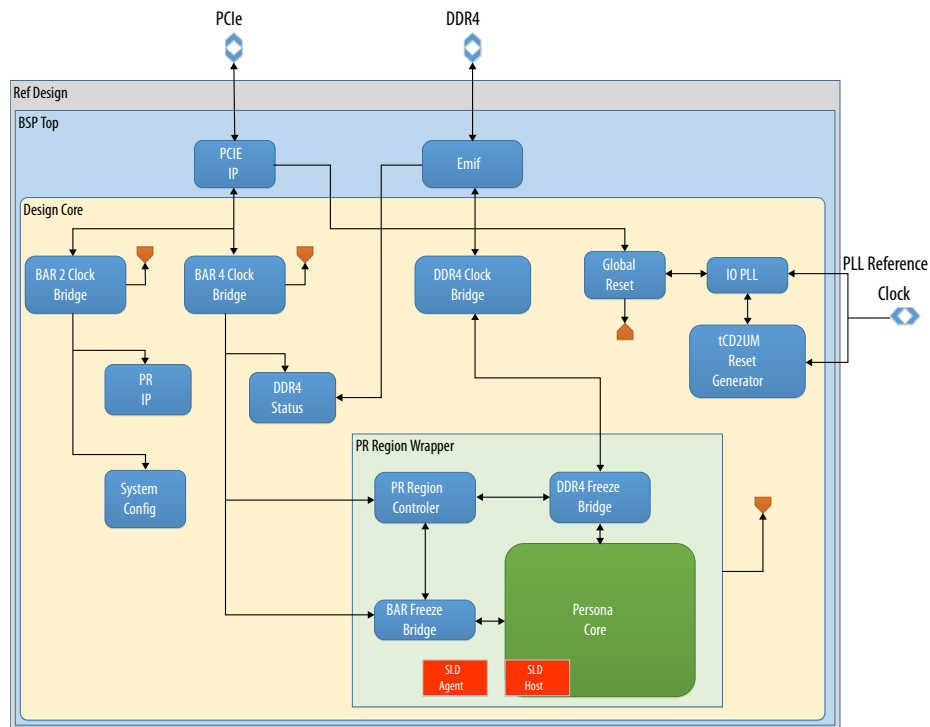 PCIe
DDR4
Ref Design
BSP Top
PCIE
IP
Emif
Design Core
BAR 2 Clock
Bridge
BAR 4 Clock
Bridge
DDR4 Clock
Bridge
Global
Reset
IO PLL
PLL Reference
Clock
tCD2UM
Reset
Generator
PR
IP
DDR4
Status
System
Config
PR Region Wrapper
PR Region
Controler
DDR4 Freeze
Bridge
BAR Freeze
Bridge
Persona
Core
SLD
Agent
SLD
Host